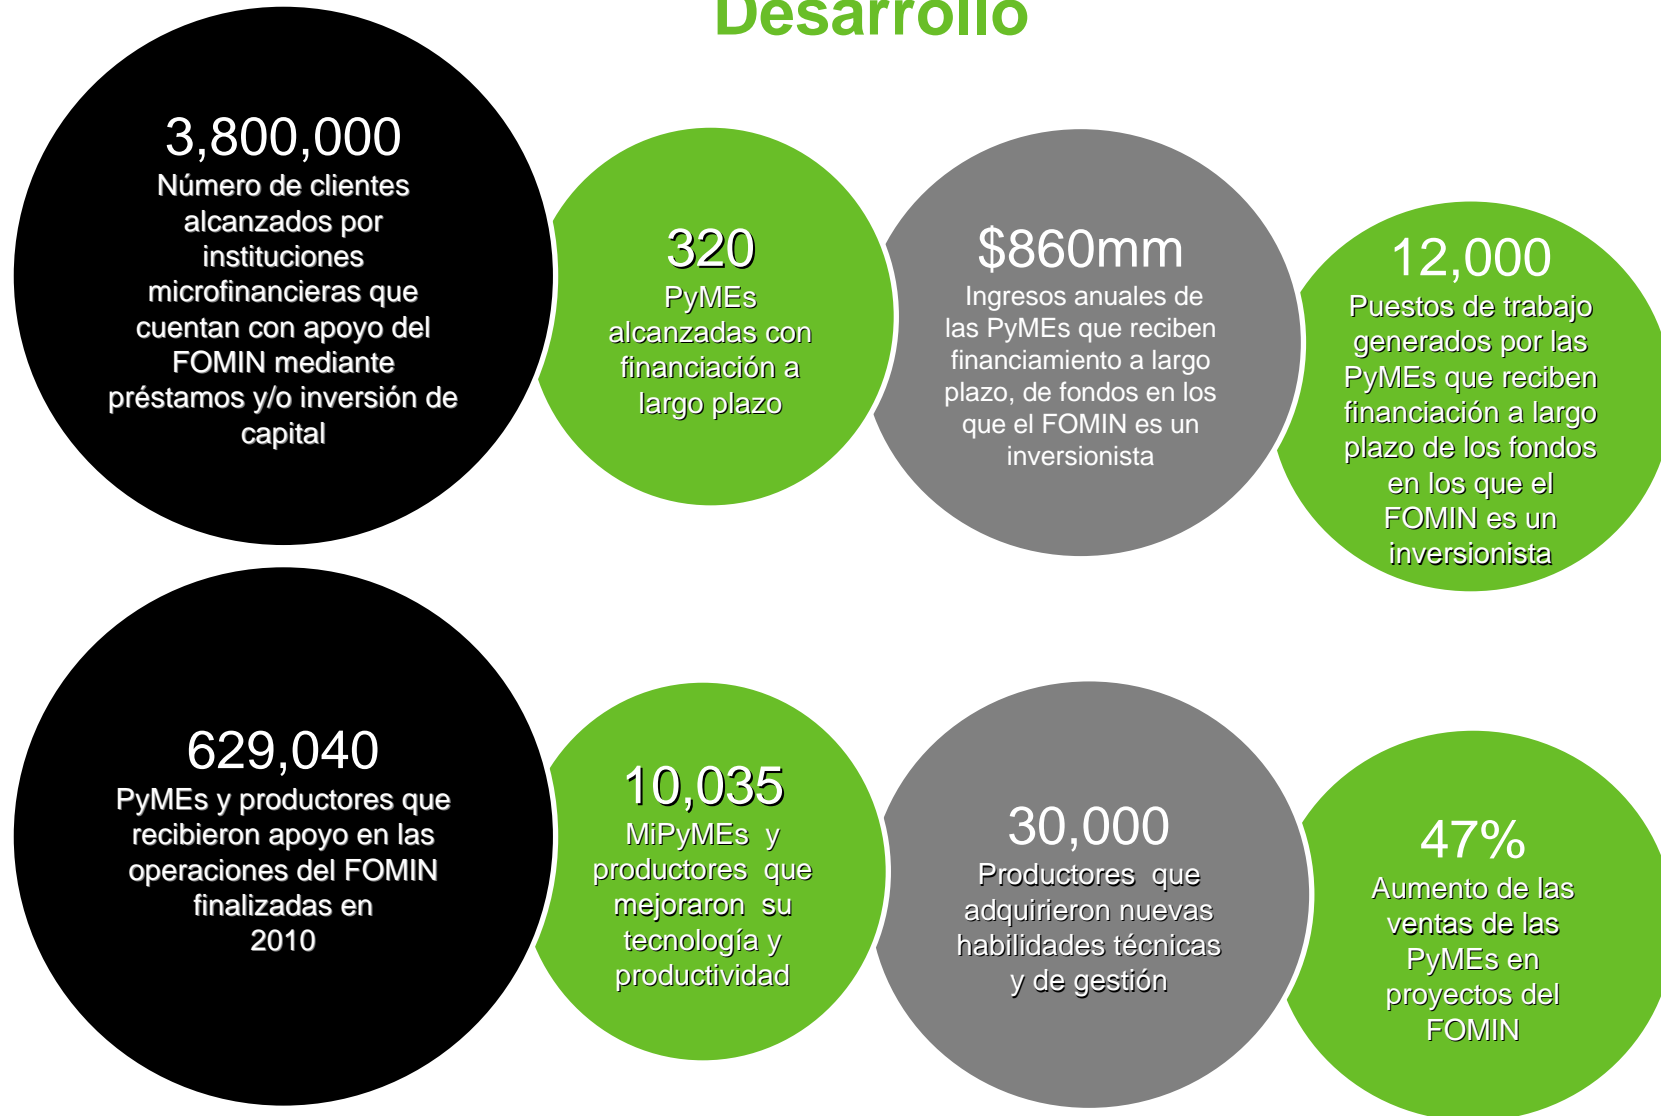 Desarrollo
3,800,000
Número de clientes
alcanzados por
instituciones
microfinancieras que
cuentan con apoyo del
FOMIN mediante
préstamos y/o inversión de
capital
320
PyMEs
alcanzadas con
financiación a
largo plazo
$860mm
Ingresos anuales de
las PyMEs que reciben
financiamiento a largo
plazo, de fondos en los
que el FOMIN es un
inversionista
12,000
Puestos de trabajo
generados por las
PyMEs que reciben
financiación a largo
plazo de los fondos
en los que el
FOMIN es un
inversionista
629,040
PyMEs y productores que
recibieron apoyo en las
operaciones del FOMIN
finalizadas en
2010
10,035
MiPyMEs y
productores que
mejoraron su
tecnología y
productividad
30,000
Productores que
adquirieron nuevas
habilidades técnicas
y de gestión
47%
Aumento de las
ventas de las
PyMEs en
proyectos del
FOMIN